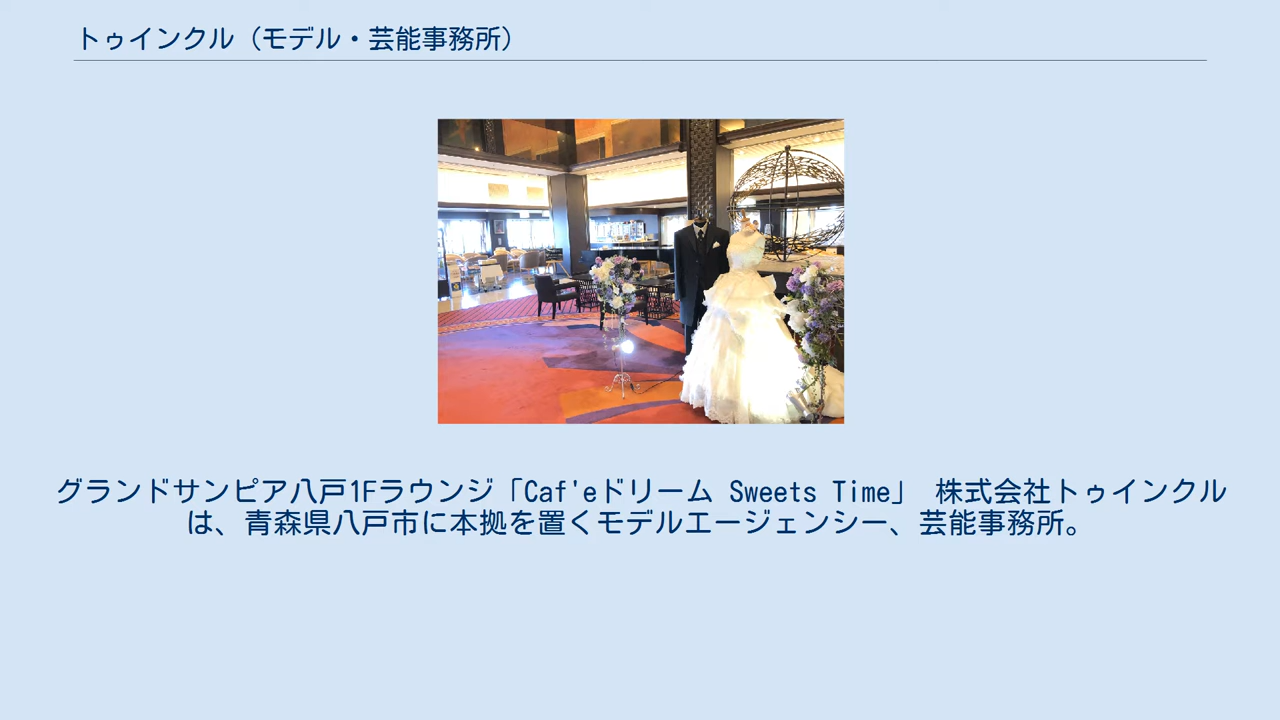 トゥインクル（モデル・芸能事務所）
グランドサンピア八戸1Fラウンジ「Caf'eドリーム Sweets Time」 株式会社トゥインクル
は、青森県八戸市に本拠を置くモデルエージェンシー、芸能事務所。